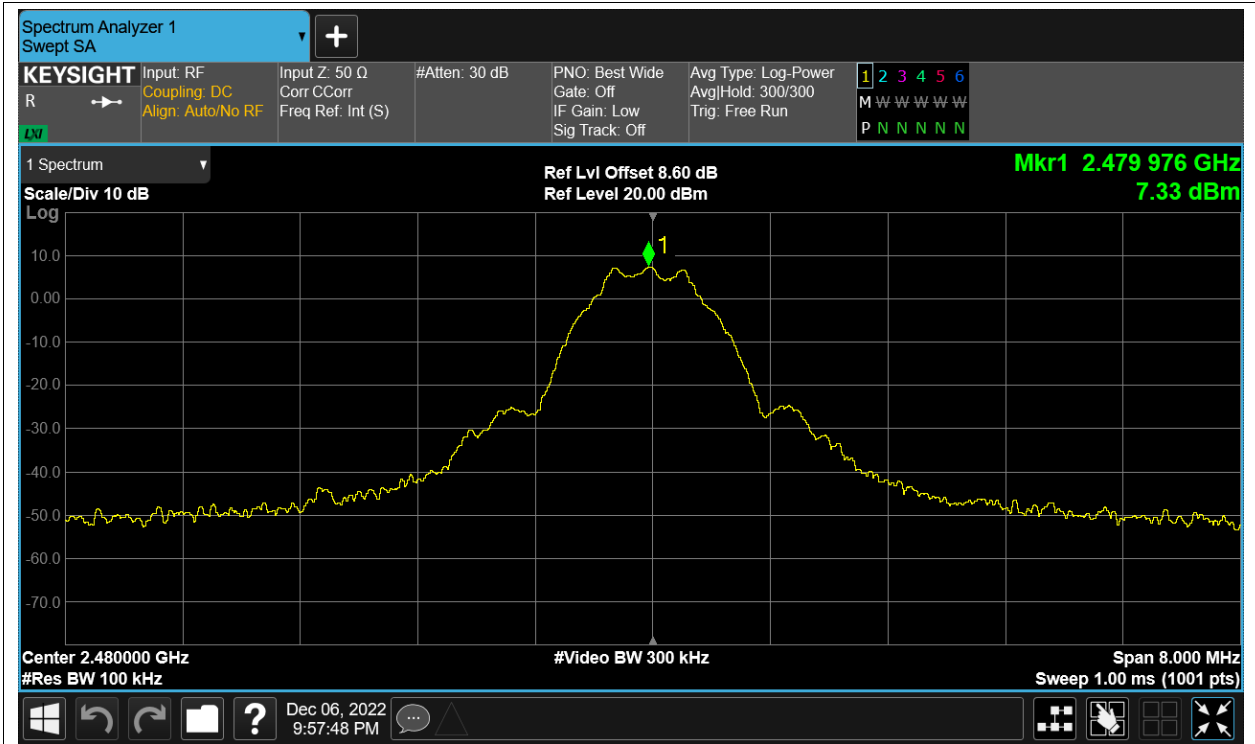 Spectrum Analyzer 1
Swept SA
KEYSIGHT
R
LXI
Input: RF
Coupling: DC
Align: Auto/No RF
Input Z: 50 Ω
Corr CCorr
Freq Ref: Int (S)
#Atten: 30 dB
PNO: Best Wide
Gate: Off
IF Gain: Low
Sig Track: Off
Avg Type: Log-Power
Avg|Hold: 300/300
Trig: Free Run
1 2 3 4 5 6
M W W W W W
P N N N N N
1 Spectrum
Scale/Div 10 dB
Log
Ref Lvl Offset 8.60 dB
Ref Level 20.00 dBm
Mkr1 2.479 976 GHz
7.33 dBm
1
10.0
0.00
-10.0
-20.0
-30.0
-40.0
-50.0
-60.0
-70.0
Center 2.480000 GHz
#Res BW 100 kHz
#Video BW 300 kHz
Span 8.000 MHz
Sweep 1.00 ms (1001 pts)
?
Dec 06, 2022
9:57:48 PM